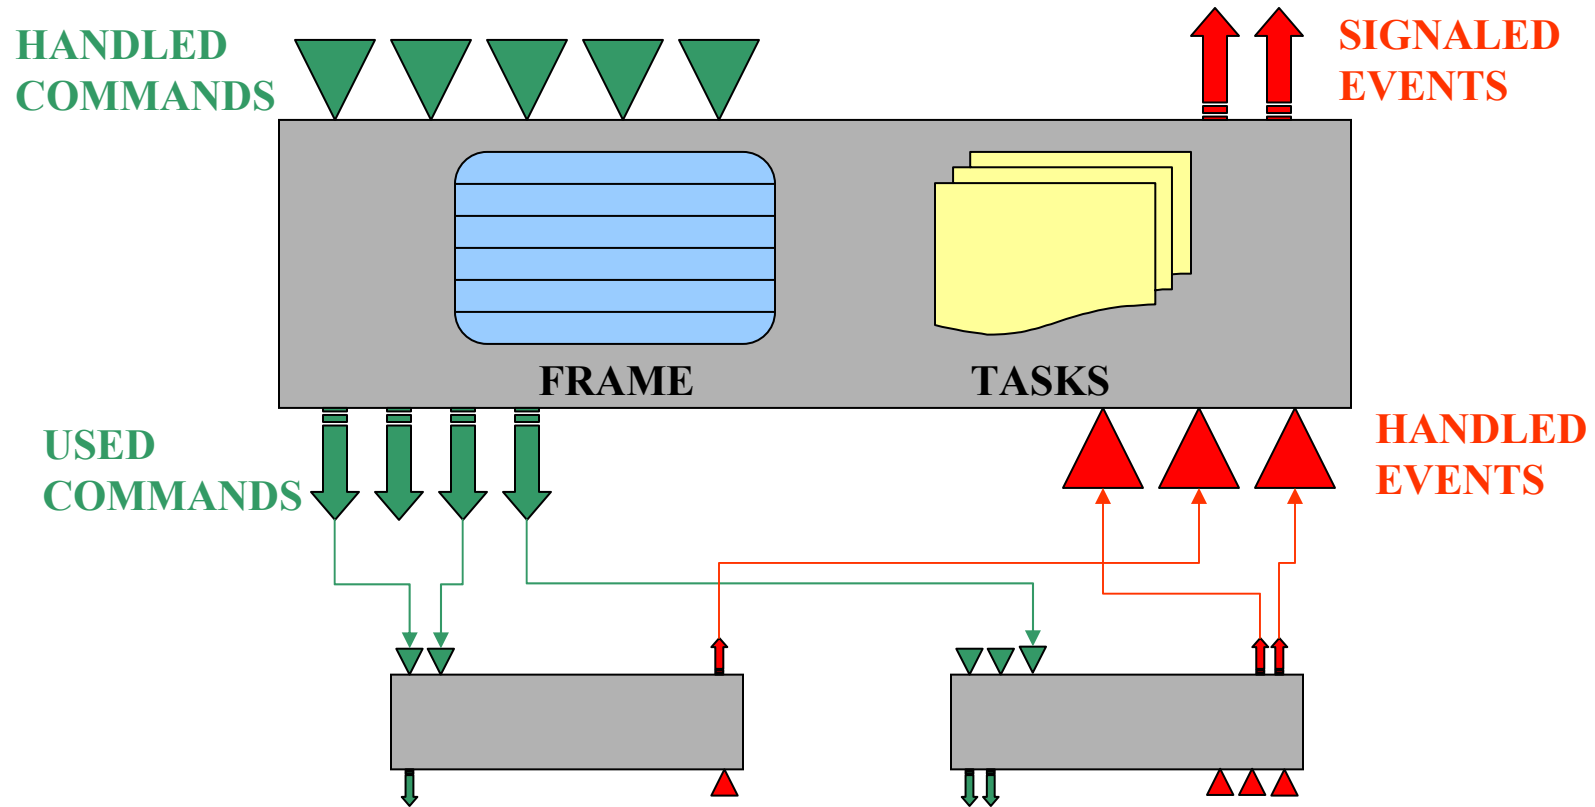 HANDLED
COMMANDS
SIGNALED
EVENTS
FRAME
TASKS
USED
COMMANDS
HANDLED
EVENTS